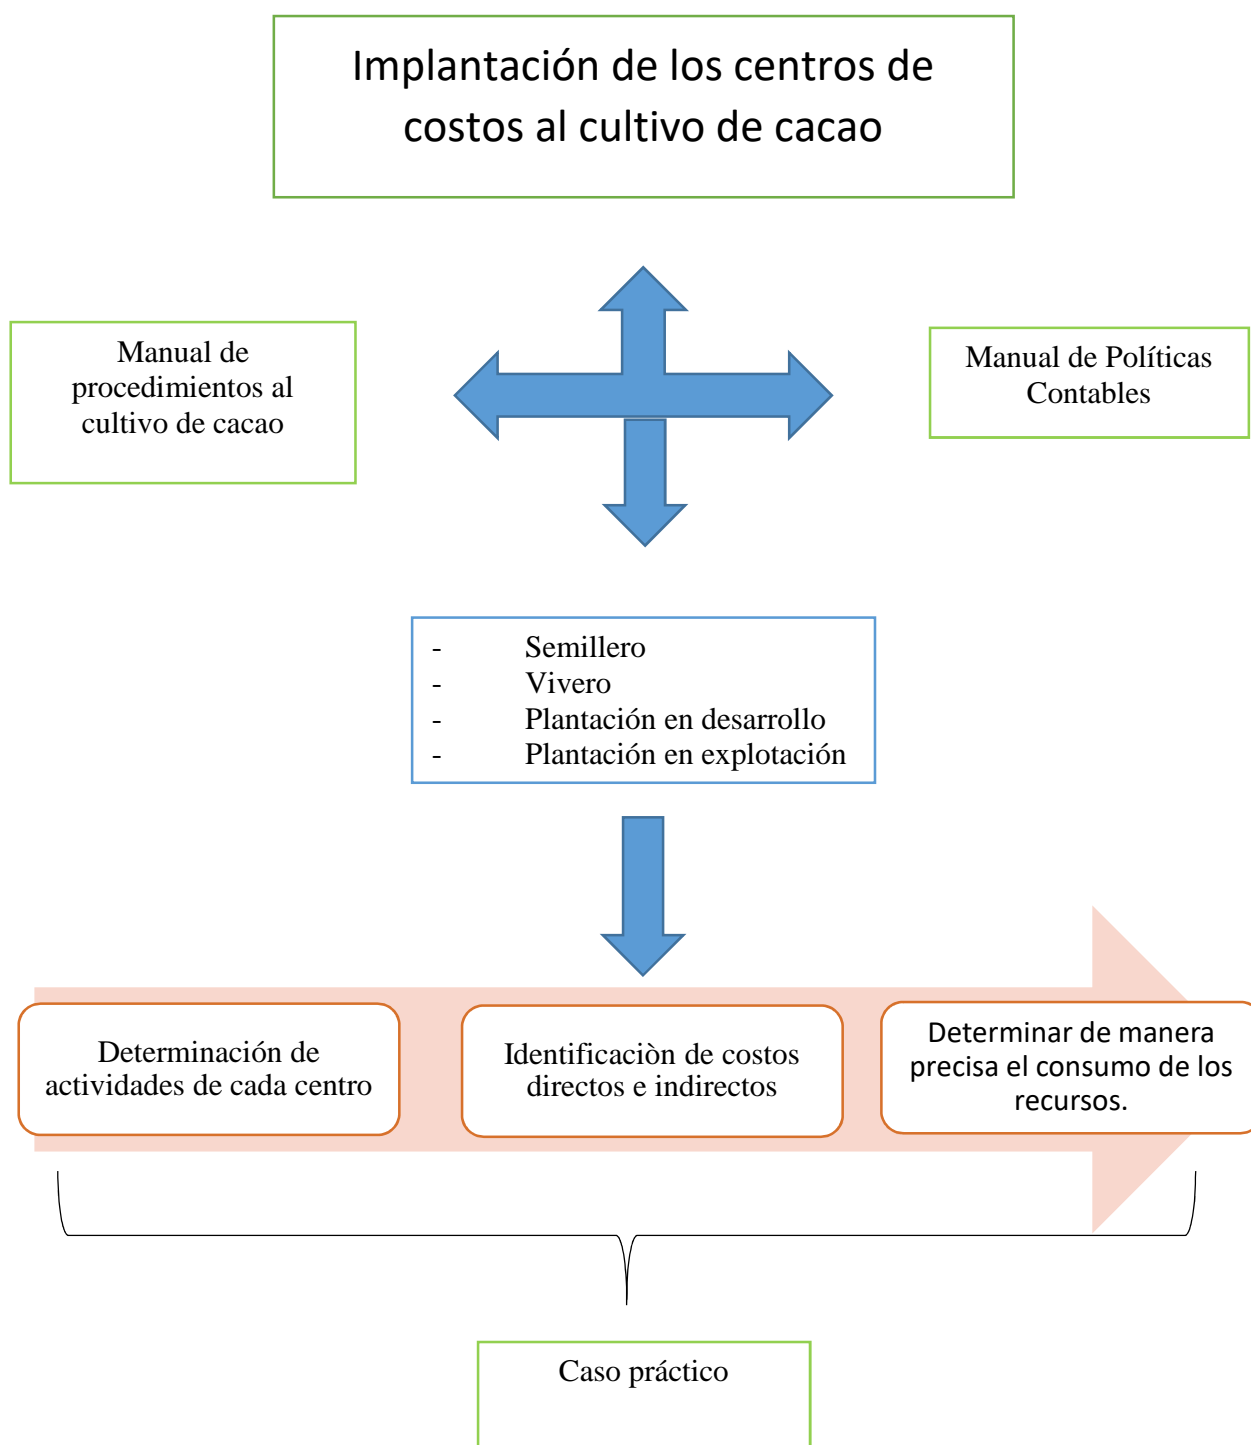 Implantación de los centros de
costos al cultivo de cacao
Manual de
procedimientos al
cultivo de cacao
Manual de Políticas
Contables
- Semillero
- Vivero
- Plantación en desarrollo
- Plantación en explotación
Determinación de
actividades de cada centro
Identificaciòn de costos
directos e indirectos
Determinar de manera
precisa el consumo de los
recursos.
Caso práctico